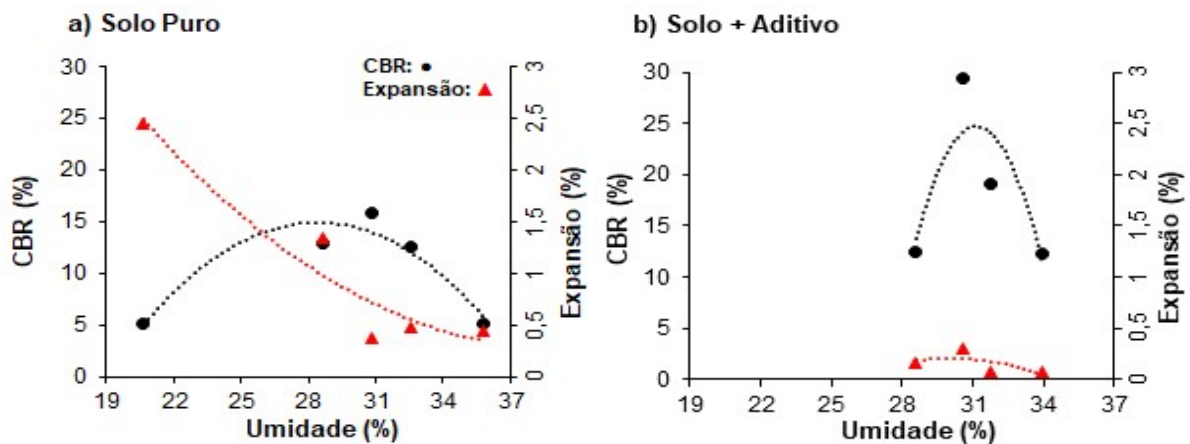 a) Solo Puro
CBR: ●
Expansão: ▲
30
25
20
15
10
5
0
CBR (%)
3
2,5
2
1,5
1
0,5
0
Expansão (%)
19 22 25 28 31 34 37
Umidade (%)
b) Solo + Aditivo
30
25
20
15
10
5
0
CBR (%)
3
2,5
2
1,5
1
0,5
0
Expansão (%)
19 22 25 28 31 34 37
Umidade (%)